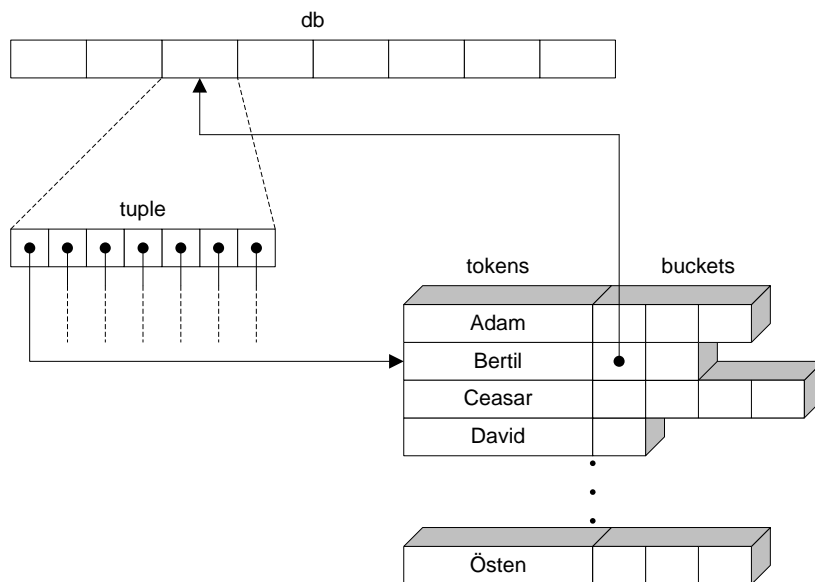 db
tuple
tokens buckets
Adam
Bertil
Ceasar
David
Östen